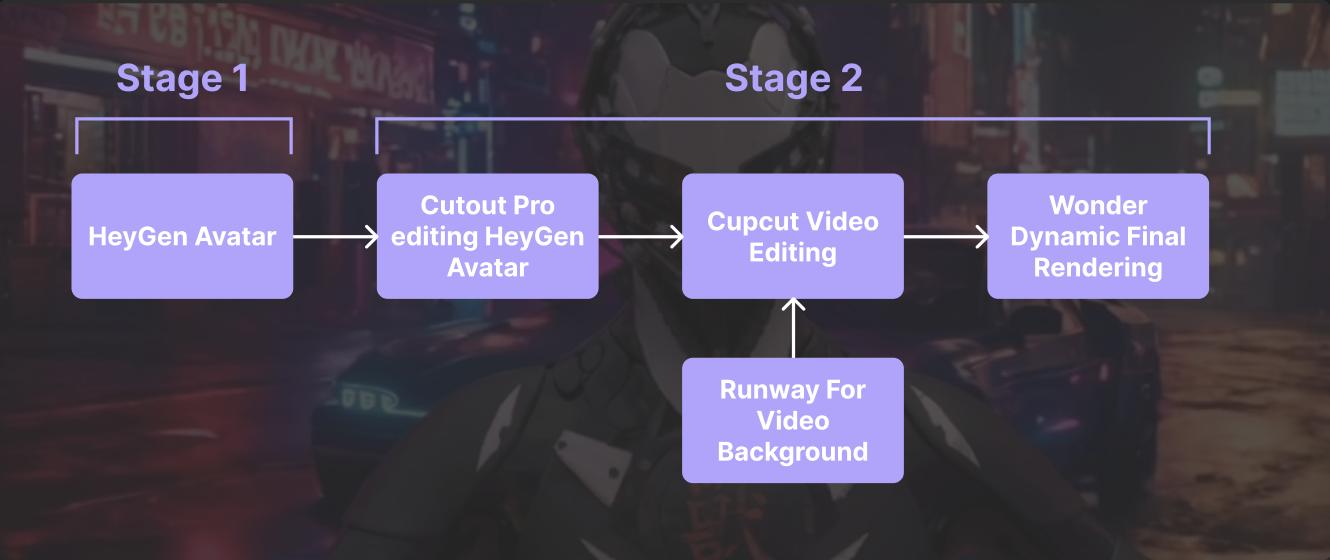 Stage 1
Stage 2
HeyGen Avatar
Cutout Pro
editing HeyGen
Avatar
Cupcut Video
Editing
Wonder
Dynamic Final
Rendering
Runway For
Video
Background